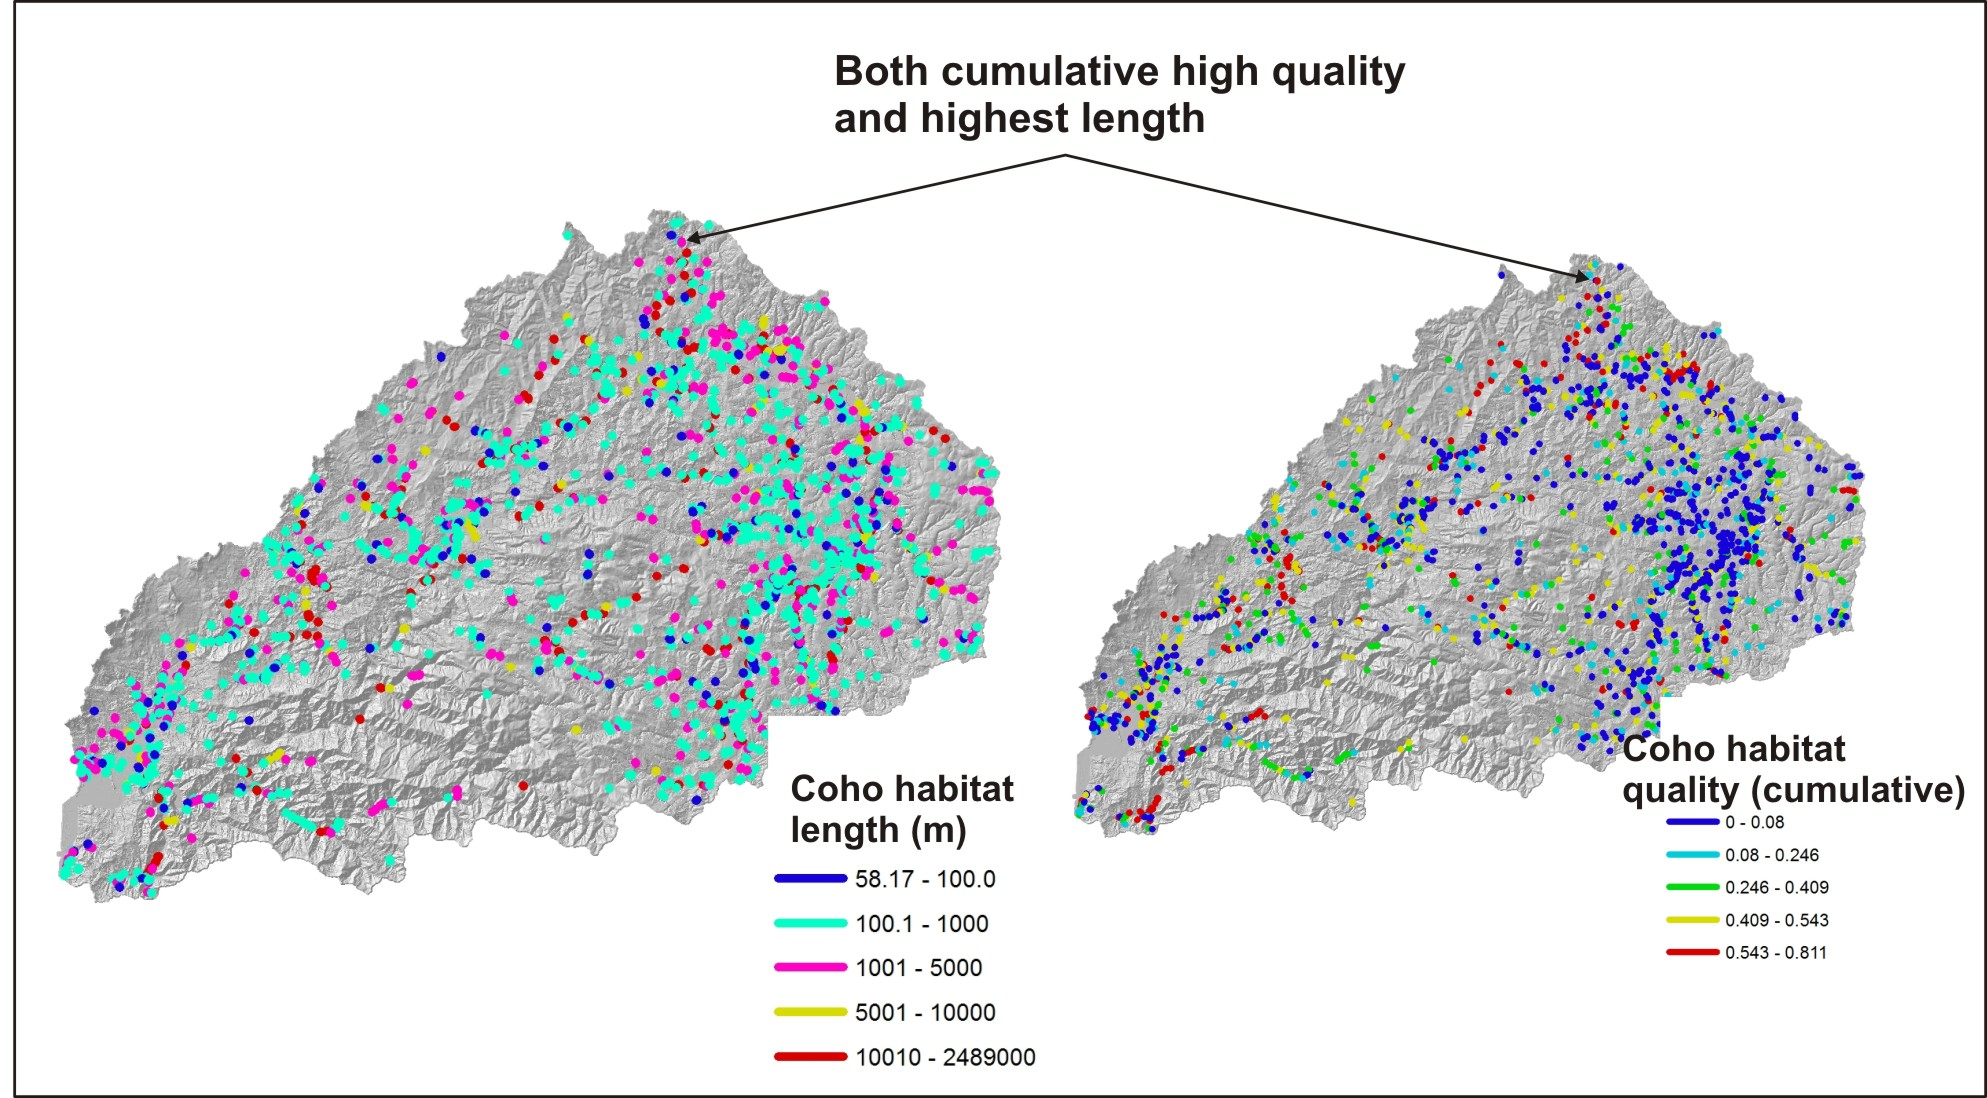 Both cumulative high quality
and highest length
Coho habitat
length (m)
58.17 - 100.0
100.1 - 1000
1001 - 5000
5001 - 10000
10010 - 2489000
Coho habitat
quality (cumulative)
0 - 0.08
0.08 - 0.246
0.246 - 0.409
0.409 - 0.543
0.543 - 0.811